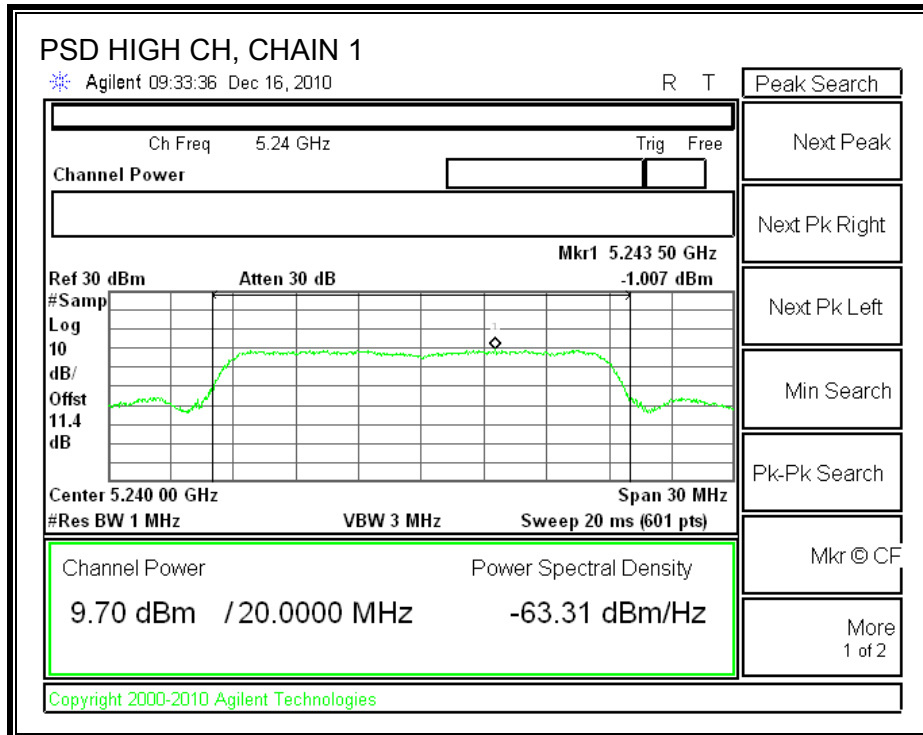 PSD HIGH CH, CHAIN 1
Agilent 09:33:36 Dec 16, 2010 R T
Peak Search
Ch Freq 5.24 GHz Trig Free
Next Peak
Channel Power
Next Pk Right
Mkr1 5.243 50 GHz
Ref 30 dBm Atten 30 dB -1.007 dBm
#Samp
Log
10
dB/
Offst
11.4
dB
1
Next Pk Left
Min Search
Pk-Pk Search
Center 5.240 00 GHz Span 30 MHz
#Res BW 1 MHz VBW 3 MHz Sweep 20 ms (601 pts)
Mkr © CF
Channel Power Power Spectral Density
9.70 dBm / 20.0000 MHz -63.31 dBm/Hz
More
1 of 2
Copyright 2000-2010 Agilent Technologies